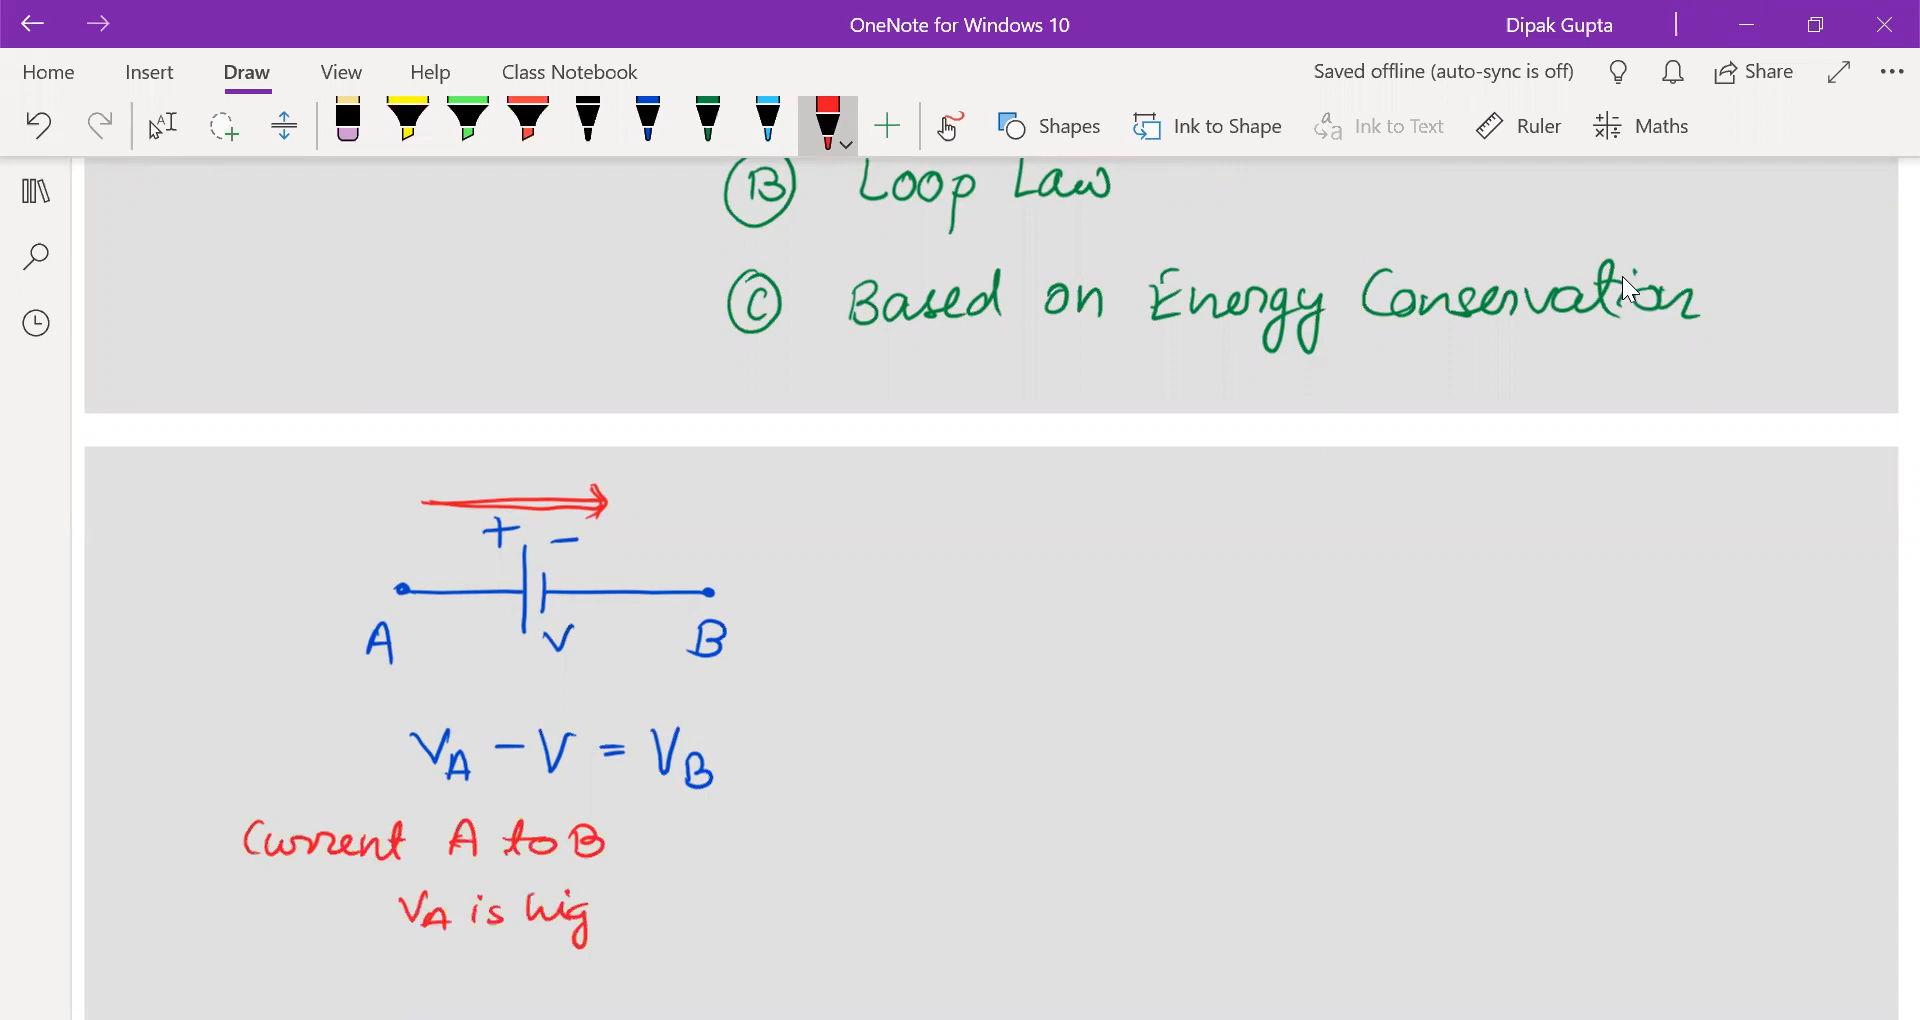 OneNote for Windows 10
Dipak Gupta
Home Insert Draw View Help Class Notebook
Saved offline (auto-sync is off) Share
Shapes Ink to Shape Ink to Text Ruler Maths
B Loop Law
C Based on Energy Conservation
+ -
A V B
VA - V = VB
Current A to B
VA is hig